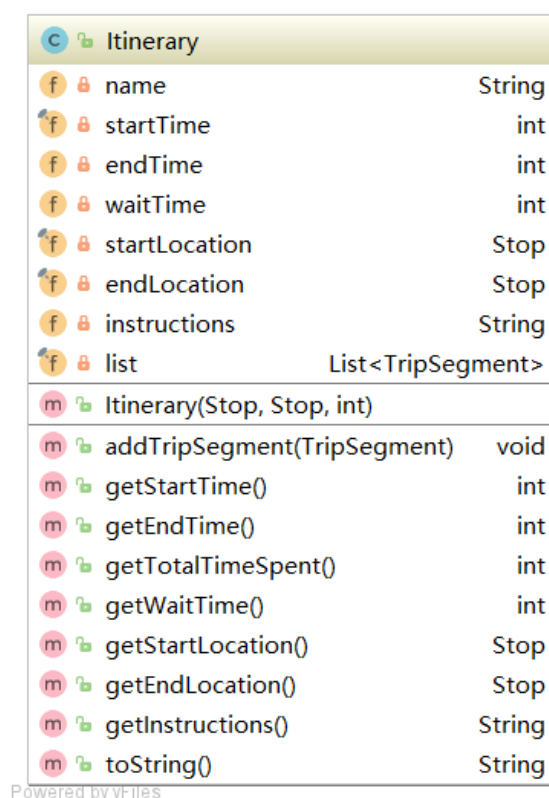 C Itinerary
f name String
f startTime int
f endTime int
f waitTime int
f startLocation Stop
f endLocation Stop
f instructions String
f list List<TripSegment>
m Itinerary(Stop, Stop, int)
m addTripSegment(TripSegment) void
m getStartTime() int
m getEndTime() int
m getTotalTimeSpent() int
m getWaitTime() int
m getStartLocation() Stop
m getEndLocation() Stop
m getInstructions() String
m toString() String
Powered by yFiles